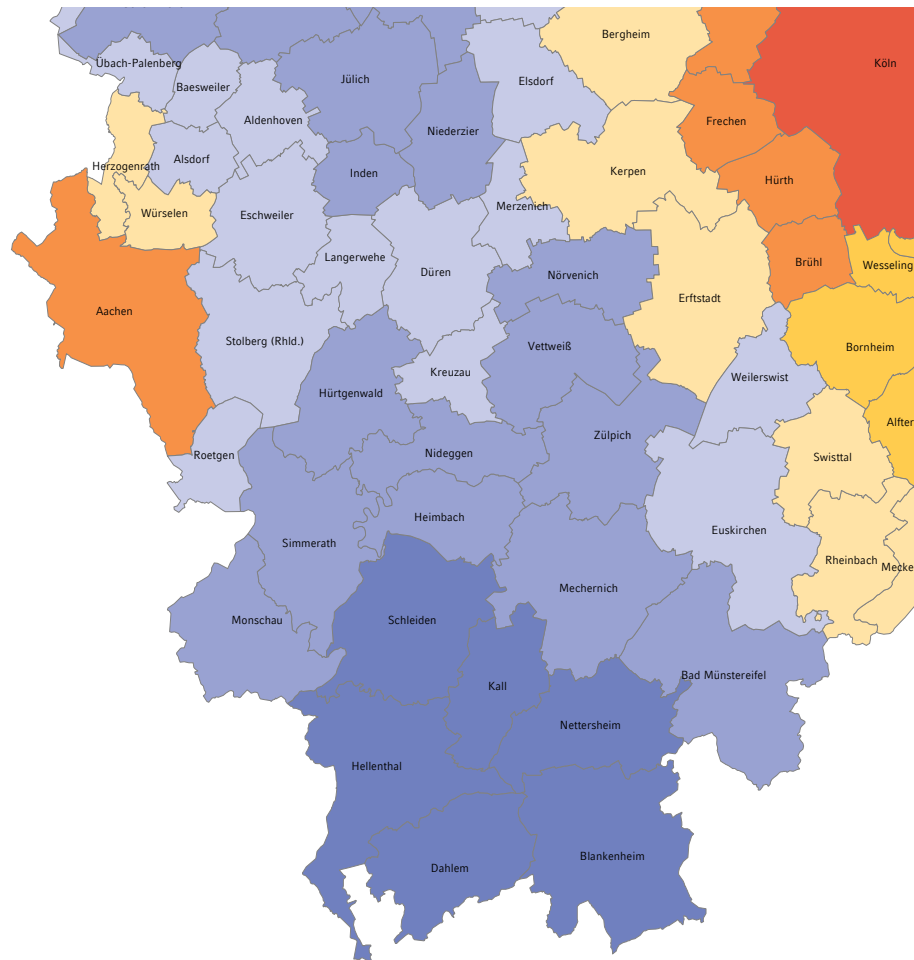 Bergheim
Köln
Übach-Palenberg
Jülich
Elsdorf
Baesweiler
Aldenhoven
Frechen
Niederzier
Alsdorf
Herzogenrath
Kerpen
Inden
Hürth
Merzenich
Würselen
Eschweiler
Langerwehe
Düren
Nörvenich
Brühl
Wesseling
Erftstadt
Aachen
Stolberg (Rhld.)
Vettweiß
Bornheim
Kreuzau
Weilerswist
Hürtgenwald
Alfter
Zülpich
Roetgen
Nideggen
Swisttal
Heimbach
Euskirchen
Simmerath
Rheinbach
Mecke
Mechernich
Monschau
Schleiden
Bad Münstereifel
Kall
Nettersheim
Hellenthal
Blankenheim
Dahlem